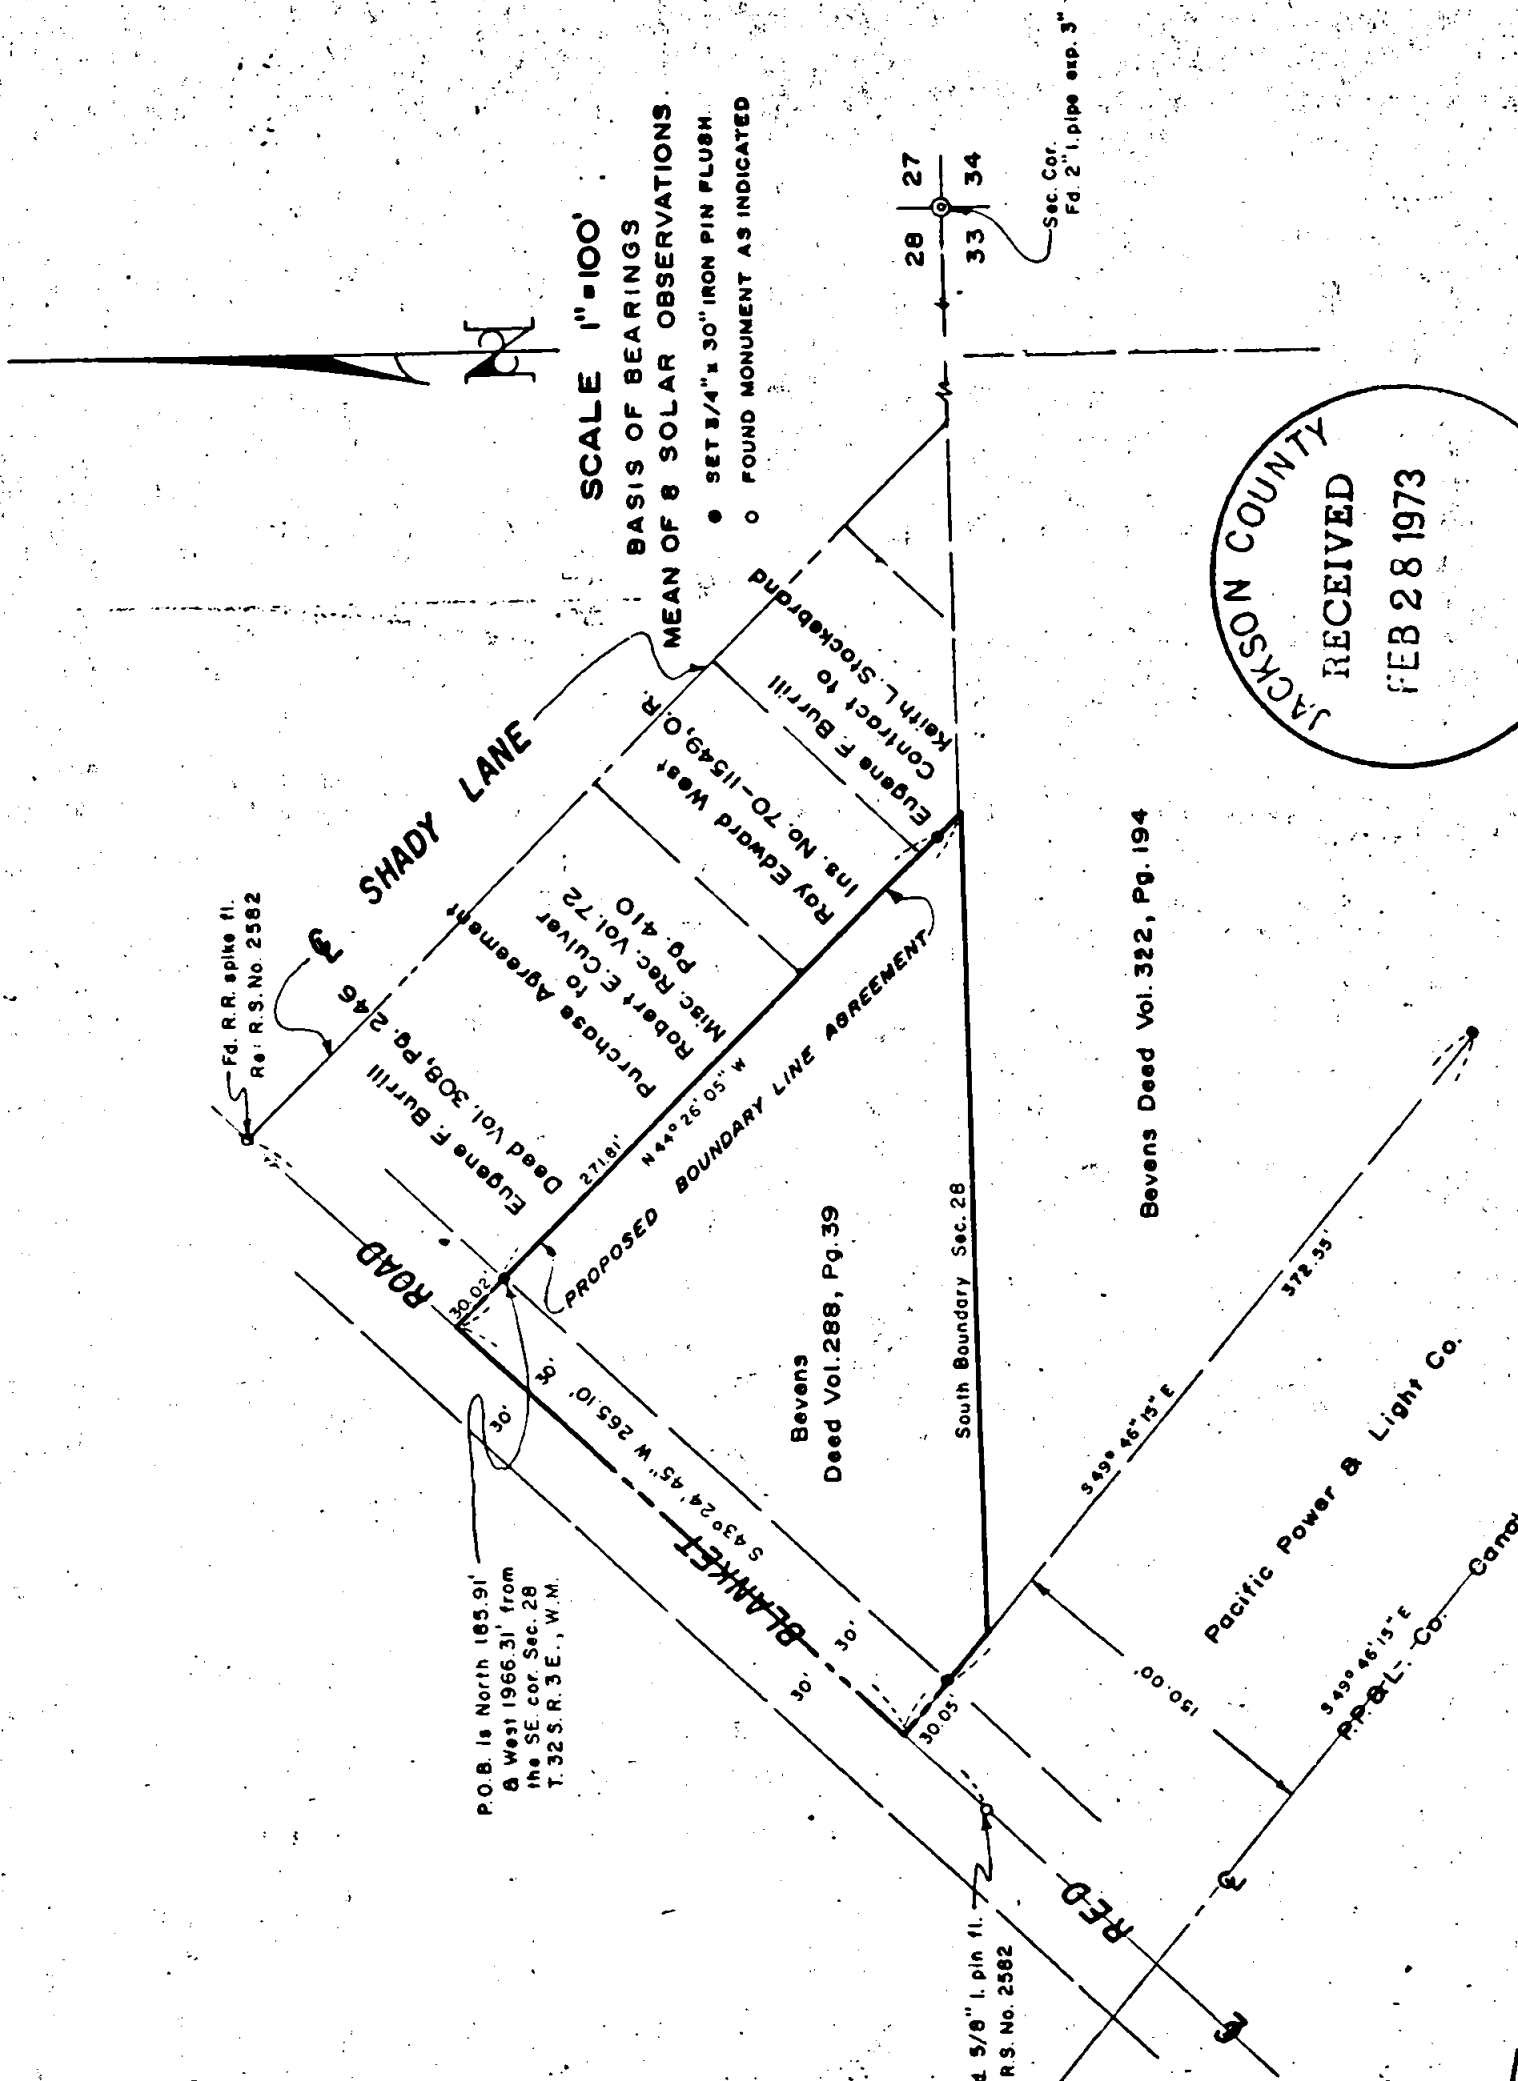 SCALE 1"=100'
BASIS OF BEARINGS
MEAN OF 8 SOLAR OBSERVATIONS.
● SET 3/4" x 30" IRON PIN FLUSH
○ FOUND MONUMENT AS INDICATED
N
28 27
33 34
Sec. Cor.
Fd. 2" I. pipe exp. 3"
Fd. R.R. spike fl.
Re: R.S. No. 2582
℄
SHADY LANE
Eugene F. Burrill
Deed Vol. 308, Pg. 246
Purchase Agreement
to
Robert E. Culver
Misc. Rec. Vol. 72
Pg. 410
Roy Edward West
Ins. No. 70-11549, O.R.
Eugene F. Burrill
Contract to
Keith L. Stockebrand
271.81'
N 44° 26' 05" W
PROPOSED BOUNDARY LINE AGREEMENT
30.02'
P.O.B. is North 185.91'
& West 1966.31' from
the SE. cor. Sec. 28
T. 32 S. R. 3 E., W. M.
RED BLANKET ROAD
30'
30'
S 43° 24' 45" W 265.10'
30'
30'
30.05'
Bevens
Deed Vol. 288, Pg. 39
South Boundary Sec. 28
Bevens Deed Vol. 322, Pg. 194
S 49° 46' 15" E
372.55'
150.00'
Pacific Power & Light Co.
S 49° 46' 15" E
P.P. & L. Co.
℄
℄
5/8" I. pin fl.
R.S. No. 2582
JACKSON COUNTY
RECEIVED
FEB 28 1973